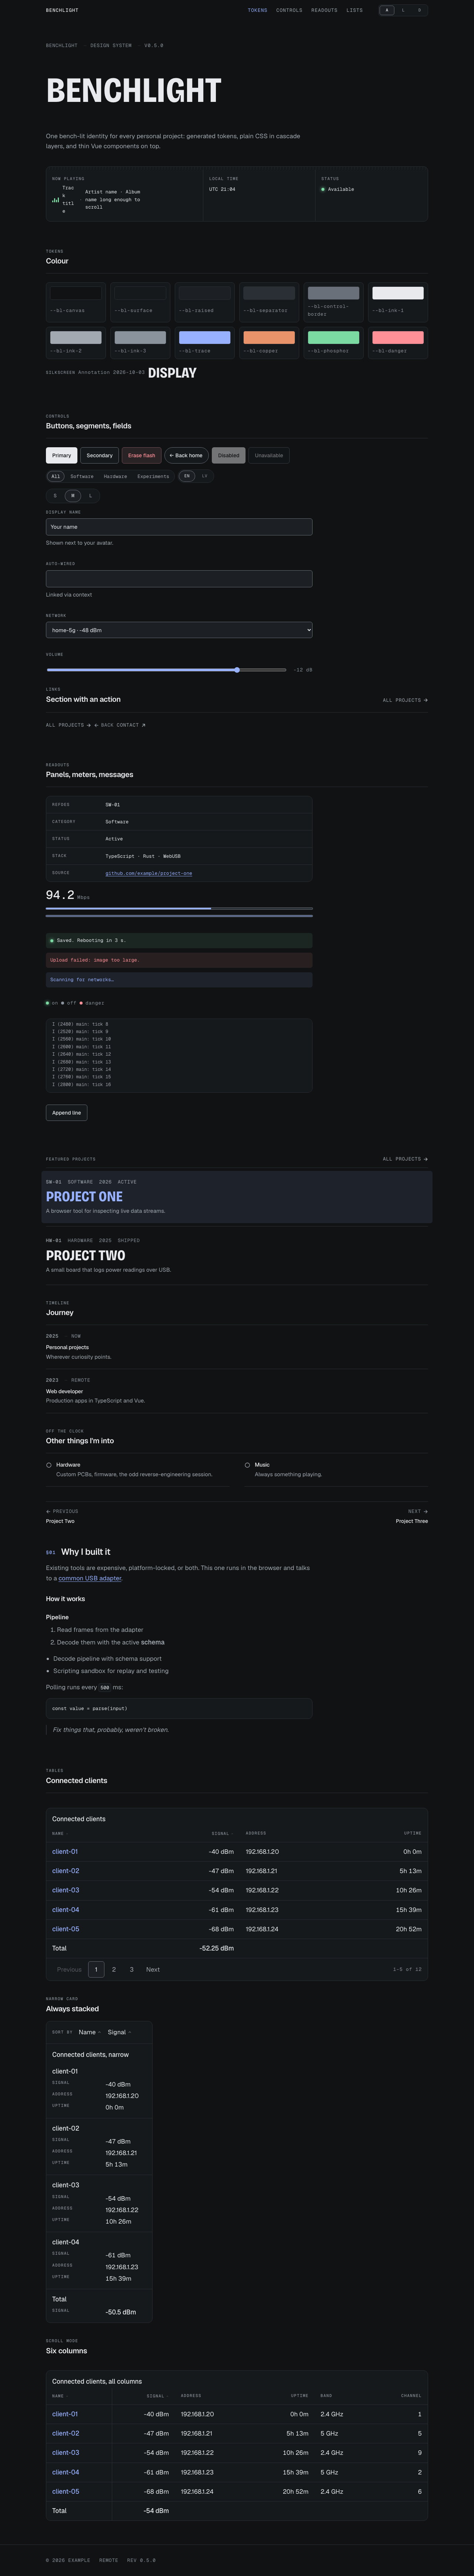 BENCHLIGHT
TOKENS CONTROLS READOUTS LISTS A L D
BENCHLIGHT DESIGN SYSTEM V0.5.0
BENCHLIGHT
One bench-lit identity for every personal project: generated tokens, plain CSS in cascade
layers, and thin Vue components on top.
NOW PLAYING
Trac
k
titl
e
· Artist name · Album
name long enough to
scroll
LOCAL TIME
UTC 21:04
STATUS
Available
TOKENS
Colour
--bl-canvas
--bl-surface
--bl-raised
--bl-separator
--bl-control-
border
--bl-ink-1
--bl-ink-2
--bl-ink-3
--bl-trace
--bl-copper
--bl-phosphor
--bl-danger
SILKSCREEN Annotation 2026-10-03 DISPLAY
CONTROLS
Buttons, segments, fields
Primary Secondary Erase flash ← Back home Disabled Unavailable
All Software Hardware Experiments EN LV
S M L
DISPLAY NAME
Your name
Shown next to your avatar.
AUTO-WIRED
Linked via context
NETWORK
home-5g · -48 dBm
VOLUME
-12 dB
LINKS
Section with an action
ALL PROJECTS →
ALL PROJECTS → ← BACK CONTACT ↗
READOUTS
Panels, meters, messages
REFDES SW-01
CATEGORY Software
STATUS Active
STACK TypeScript · Rust · WebUSB
SOURCE github.com/example/project-one
94.2 Mbps
Saved. Rebooting in 3 s.
Upload failed: image too large.
Scanning for networks…
on off danger
I (2480) main: tick 8
I (2520) main: tick 9
I (2560) main: tick 10
I (2600) main: tick 11
I (2640) main: tick 12
I (2680) main: tick 13
I (2720) main: tick 14
I (2760) main: tick 15
I (2800) main: tick 16
Append line
FEATURED PROJECTS
ALL PROJECTS →
SW-01 SOFTWARE 2026 ACTIVE
PROJECT ONE
A browser tool for inspecting live data streams.
HW-01 HARDWARE 2025 SHIPPED
PROJECT TWO
A small board that logs power readings over USB.
TIMELINE
Journey
2025 · NOW
Personal projects
Wherever curiosity points.
2023 · REMOTE
Web developer
Production apps in TypeScript and Vue.
OFF THE CLOCK
Other things I'm into
Hardware
Custom PCBs, firmware, the odd reverse-engineering session.
Music
Always something playing.
← PREVIOUS
Project Two
NEXT →
Project Three
§01 Why I built it
Existing tools are expensive, platform-locked, or both. This one runs in the browser and talks
to a common USB adapter.
How it works
Pipeline
1. Read frames from the adapter
2. Decode them with the active schema
• Decode pipeline with schema support
• Scripting sandbox for replay and testing
Polling runs every 500 ms:
const value = parse(input)
Fix things that, probably, weren't broken.
TABLES
Connected clients
Connected clients
NAME SIGNAL ADDRESS UPTIME
client-01 -40 dBm 192.168.1.20 0h 0m
client-02 -47 dBm 192.168.1.21 5h 13m
client-03 -54 dBm 192.168.1.22 10h 26m
client-04 -61 dBm 192.168.1.23 15h 39m
client-05 -68 dBm 192.168.1.24 20h 52m
Total -52.25 dBm
Previous 1 2 3 Next
1-5 of 12
NARROW CARD
Always stacked
SORT BY Name Signal
Connected clients, narrow
client-01
SIGNAL -40 dBm
ADDRESS 192.168.1.20
UPTIME 0h 0m
client-02
SIGNAL -47 dBm
ADDRESS 192.168.1.21
UPTIME 5h 13m
client-03
SIGNAL -54 dBm
ADDRESS 192.168.1.22
UPTIME 10h 26m
client-04
SIGNAL -61 dBm
ADDRESS 192.168.1.23
UPTIME 15h 39m
Total
SIGNAL -50.5 dBm
SCROLL MODE
Six columns
Connected clients, all columns
NAME SIGNAL ADDRESS UPTIME BAND CHANNEL
client-01 -40 dBm 192.168.1.20 0h 0m 2.4 GHz 1
client-02 -47 dBm 192.168.1.21 5h 13m 5 GHz 5
client-03 -54 dBm 192.168.1.22 10h 26m 2.4 GHz 9
client-04 -61 dBm 192.168.1.23 15h 39m 5 GHz 2
client-05 -68 dBm 192.168.1.24 20h 52m 2.4 GHz 6
Total -54 dBm
© 2026 EXAMPLE REMOTE REV 0.5.0